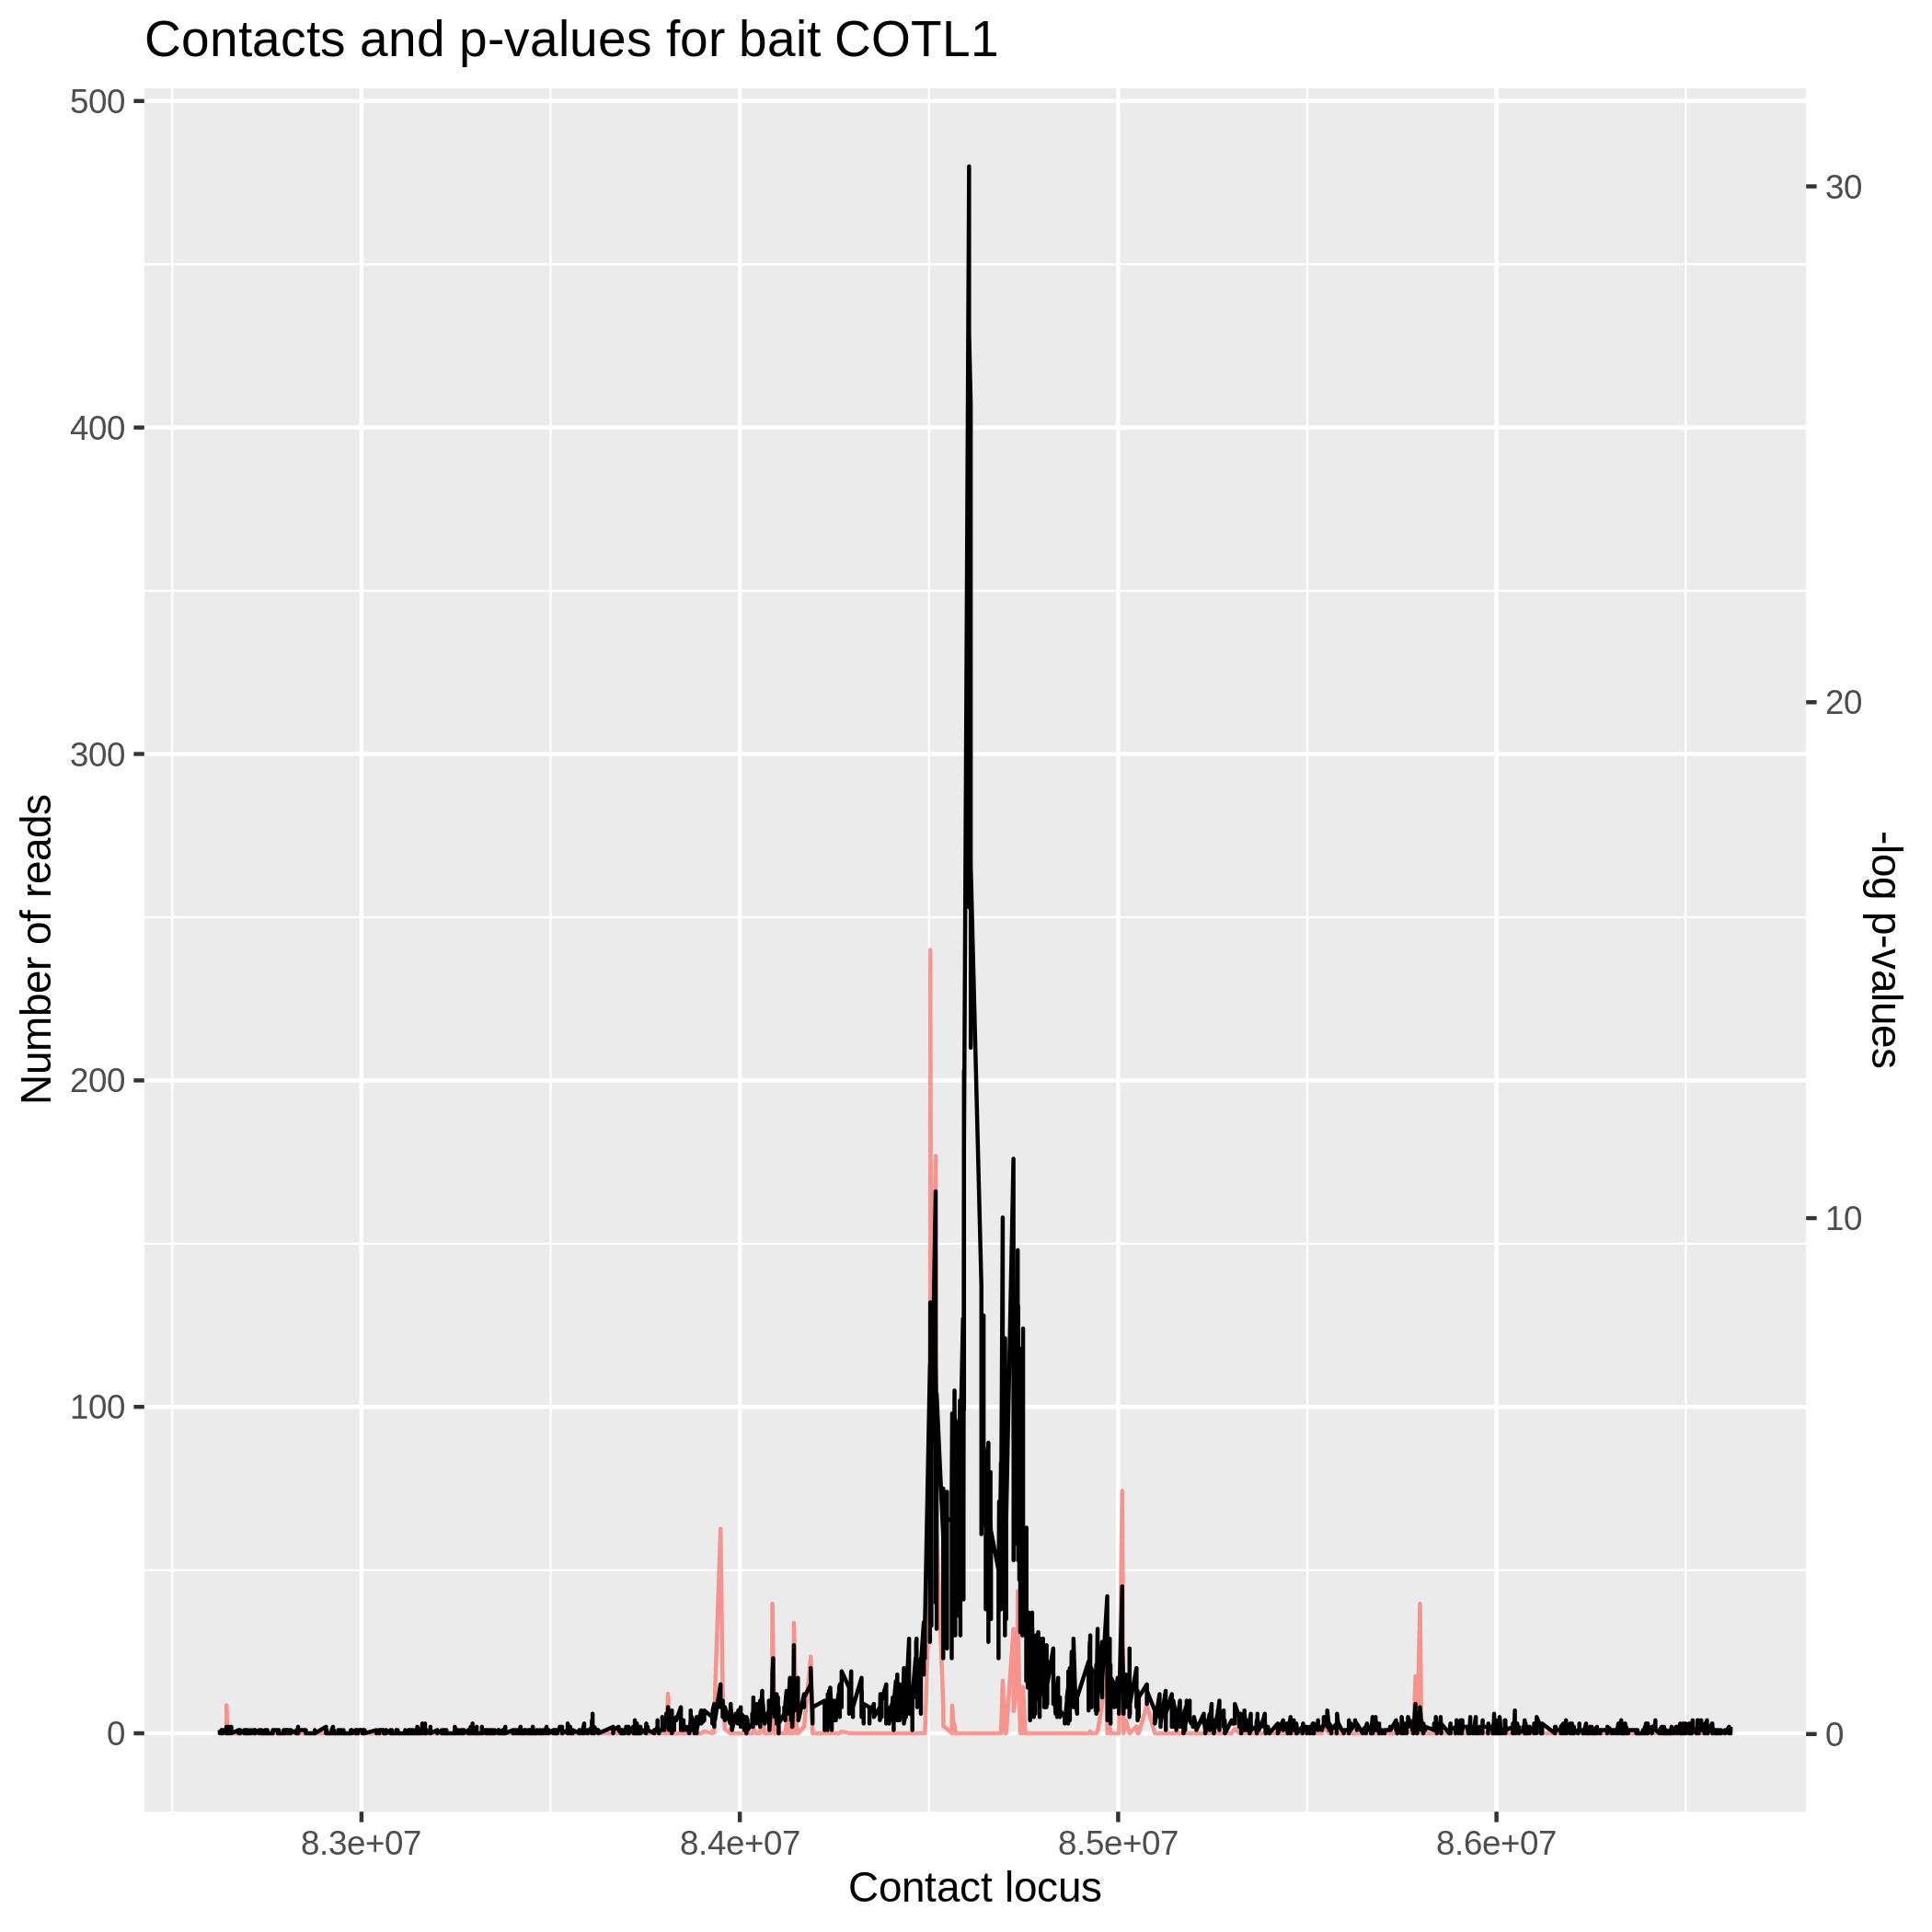 Contacts and p-values for bait COTL1
500
400
300
200
100
0
Number of reads
30
20
10
0
-log p-values
8.3e+07
8.4e+07
8.5e+07
8.6e+07
Contact locus